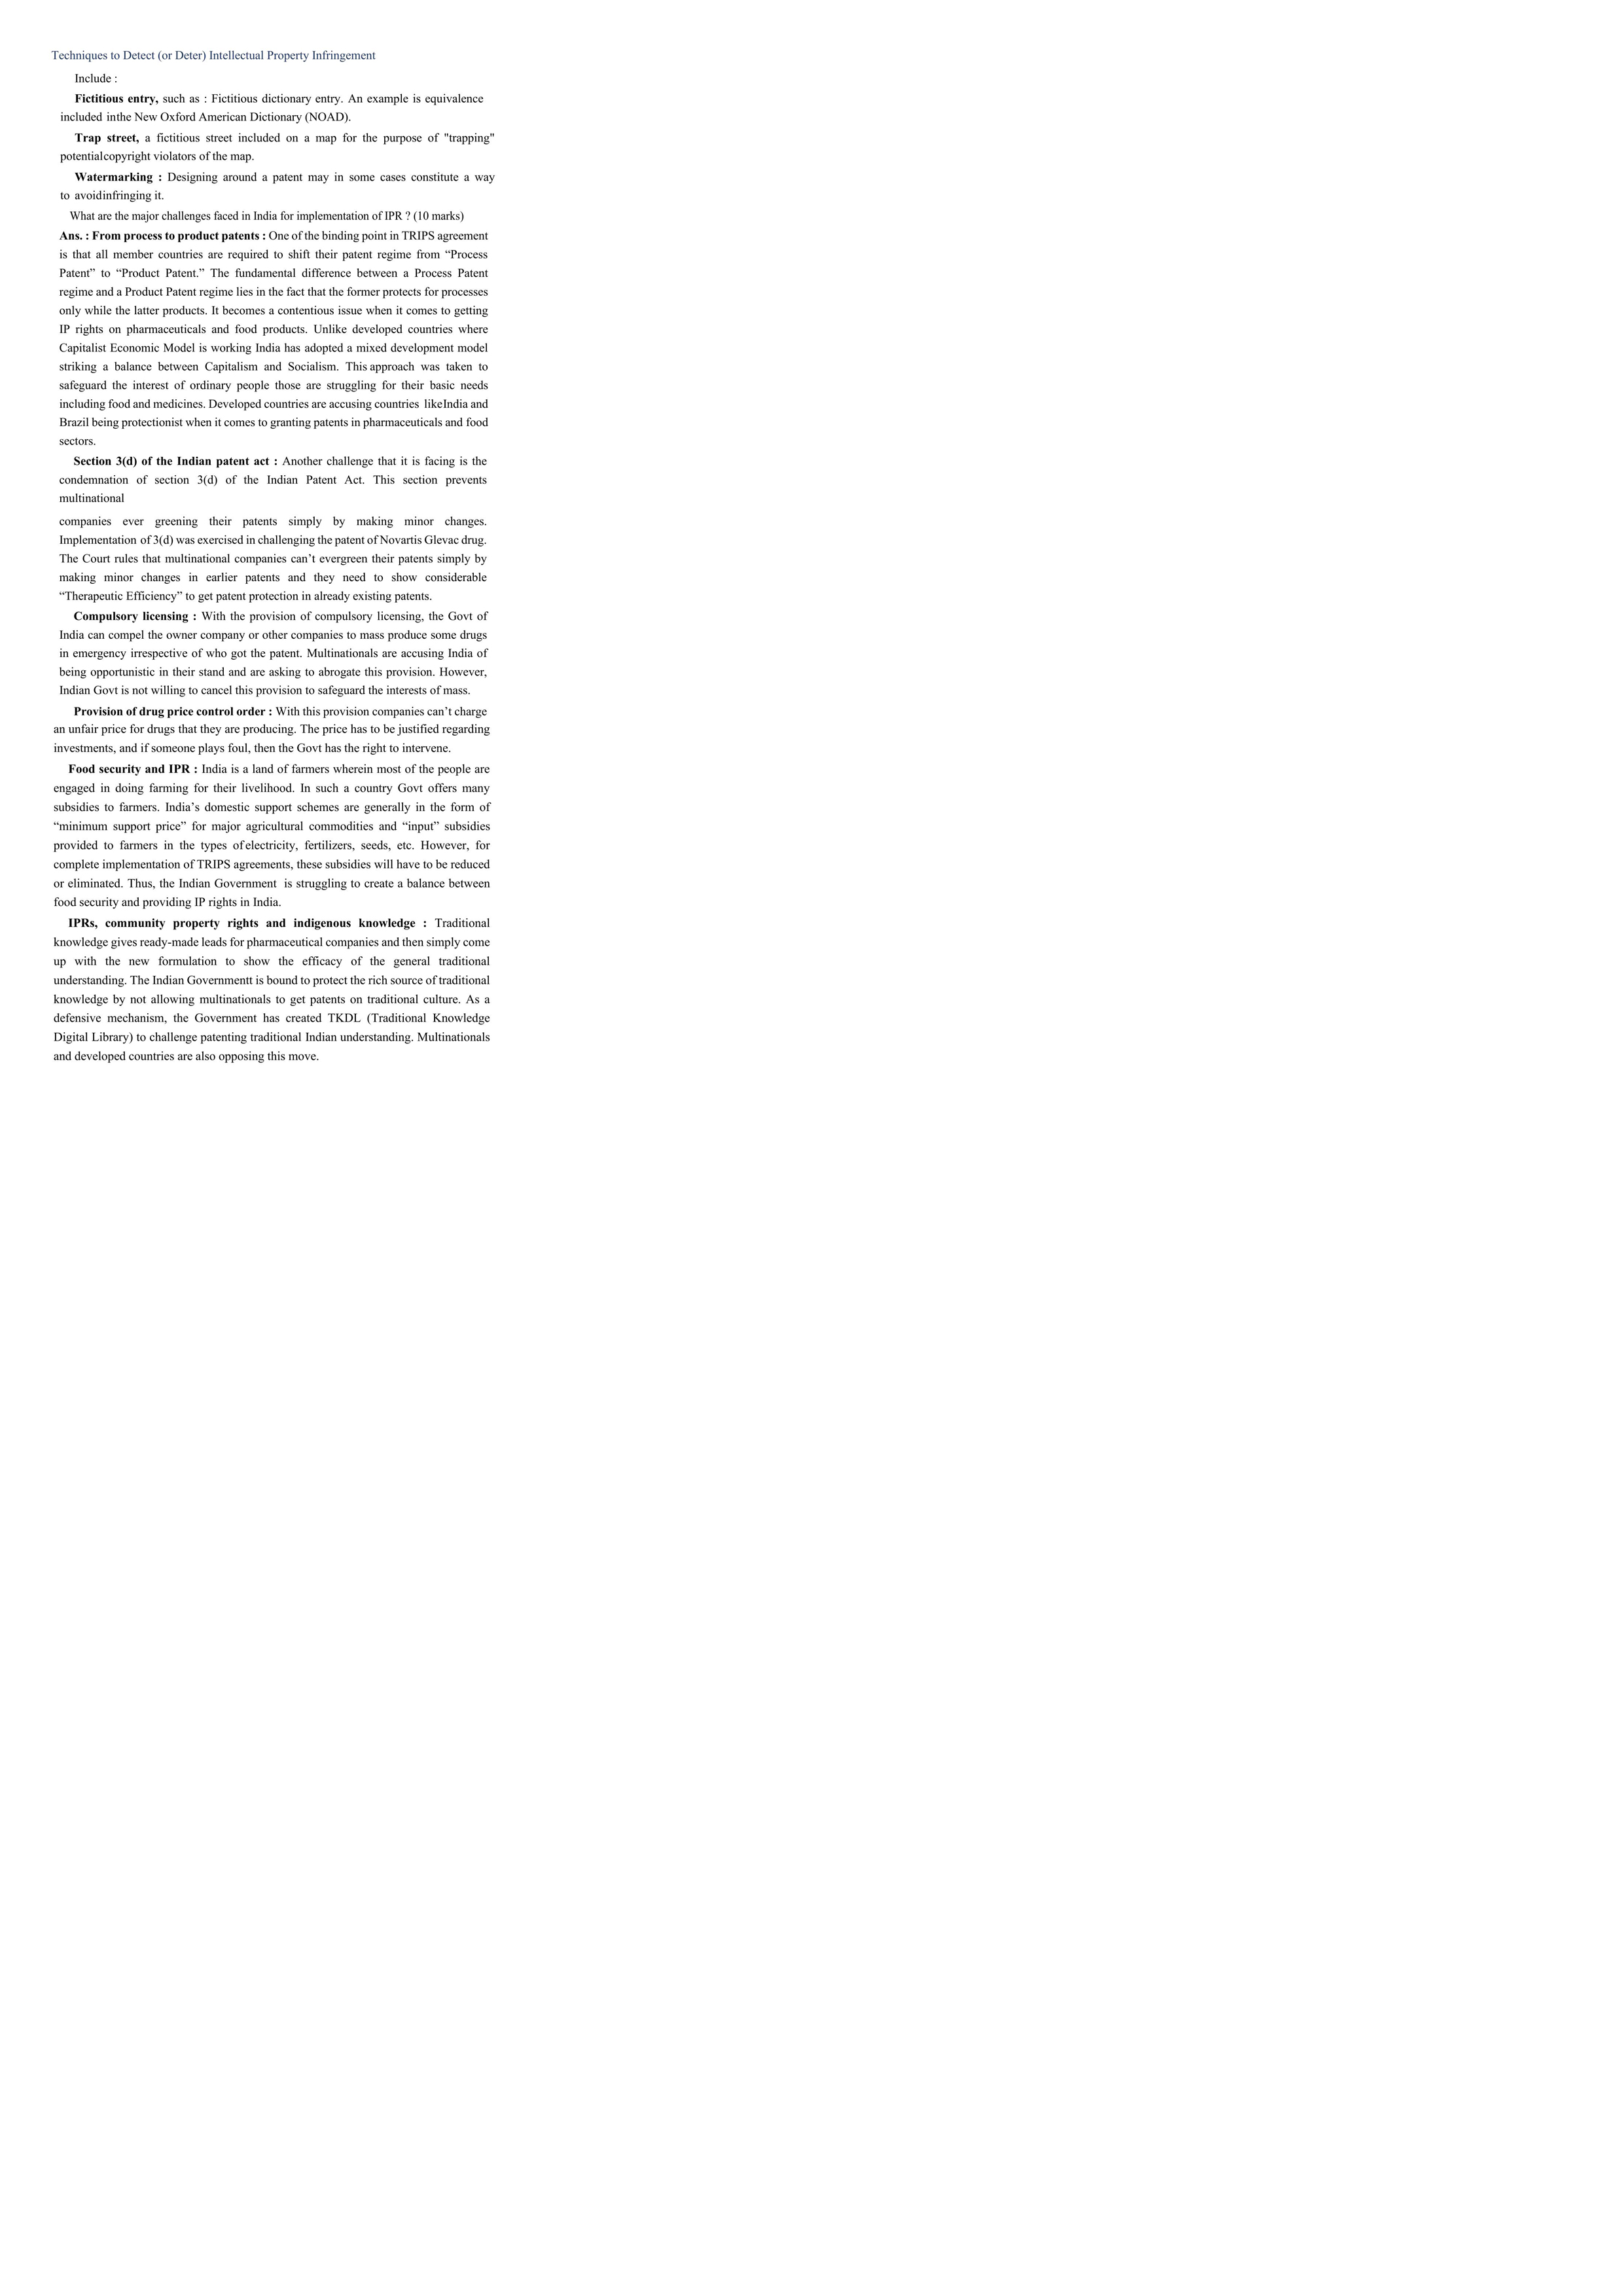 Techniques to Detect (or Deter) Intellectual Property Infringement
Include :
Fictitious entry, such as : Fictitious dictionary entry. An example is equivalence
included inthe New Oxford American Dictionary (NOAD).
Trap street, a fictitious street included on a map for the purpose of "trapping"
potentialcopyright violators of the map.
Watermarking : Designing around a patent may in some cases constitute a way
to avoidinfringing it.
What are the major challenges faced in India for implementation of IPR ? (10 marks)
Ans. : From process to product patents : One of the binding point in TRIPS agreement
is that all member countries are required to shift their patent regime from “Process
Patent” to “Product Patent.” The fundamental difference between a Process Patent
regime and a Product Patent regime lies in the fact that the former protects for processes
only while the latter products. It becomes a contentious issue when it comes to getting
IP rights on pharmaceuticals and food products. Unlike developed countries where
Capitalist Economic Model is working India has adopted a mixed development model
striking a balance between Capitalism and Socialism. This approach was taken to
safeguard the interest of ordinary people those are struggling for their basic needs
including food and medicines. Developed countries are accusing countries likeIndia and
Brazil being protectionist when it comes to granting patents in pharmaceuticals and food
sectors.
Section 3(d) of the Indian patent act : Another challenge that it is facing is the
condemnation of section 3(d) of the Indian Patent Act. This section prevents
multinational
companies ever greening their patents simply by making minor changes.
Implementation of 3(d) was exercised in challenging the patent of Novartis Glevac drug.
The Court rules that multinational companies can’t evergreen their patents simply by
making minor changes in earlier patents and they need to show considerable
“Therapeutic Efficiency” to get patent protection in already existing patents.
Compulsory licensing : With the provision of compulsory licensing, the Govt of
India can compel the owner company or other companies to mass produce some drugs
in emergency irrespective of who got the patent. Multinationals are accusing India of
being opportunistic in their stand and are asking to abrogate this provision. However,
Indian Govt is not willing to cancel this provision to safeguard the interests of mass.
Provision of drug price control order : With this provision companies can’t charge
an unfair price for drugs that they are producing. The price has to be justified regarding
investments, and if someone plays foul, then the Govt has the right to intervene.
Food security and IPR : India is a land of farmers wherein most of the people are
engaged in doing farming for their livelihood. In such a country Govt offers many
subsidies to farmers. India’s domestic support schemes are generally in the form of
“minimum support price” for major agricultural commodities and “input” subsidies
provided to farmers in the types of electricity, fertilizers, seeds, etc. However, for
complete implementation of TRIPS agreements, these subsidies will have to be reduced
or eliminated. Thus, the Indian Government is struggling to create a balance between
food security and providing IP rights in India.
IPRs, community property rights and indigenous knowledge : Traditional
knowledge gives ready-made leads for pharmaceutical companies and then simply come
up with the new formulation to show the efficacy of the general traditional
understanding. The Indian Governmentt is bound to protect the rich source of traditional
knowledge by not allowing multinationals to get patents on traditional culture. As a
defensive mechanism, the Government has created TKDL (Traditional Knowledge
Digital Library) to challenge patenting traditional Indian understanding. Multinationals
and developed countries are also opposing this move.